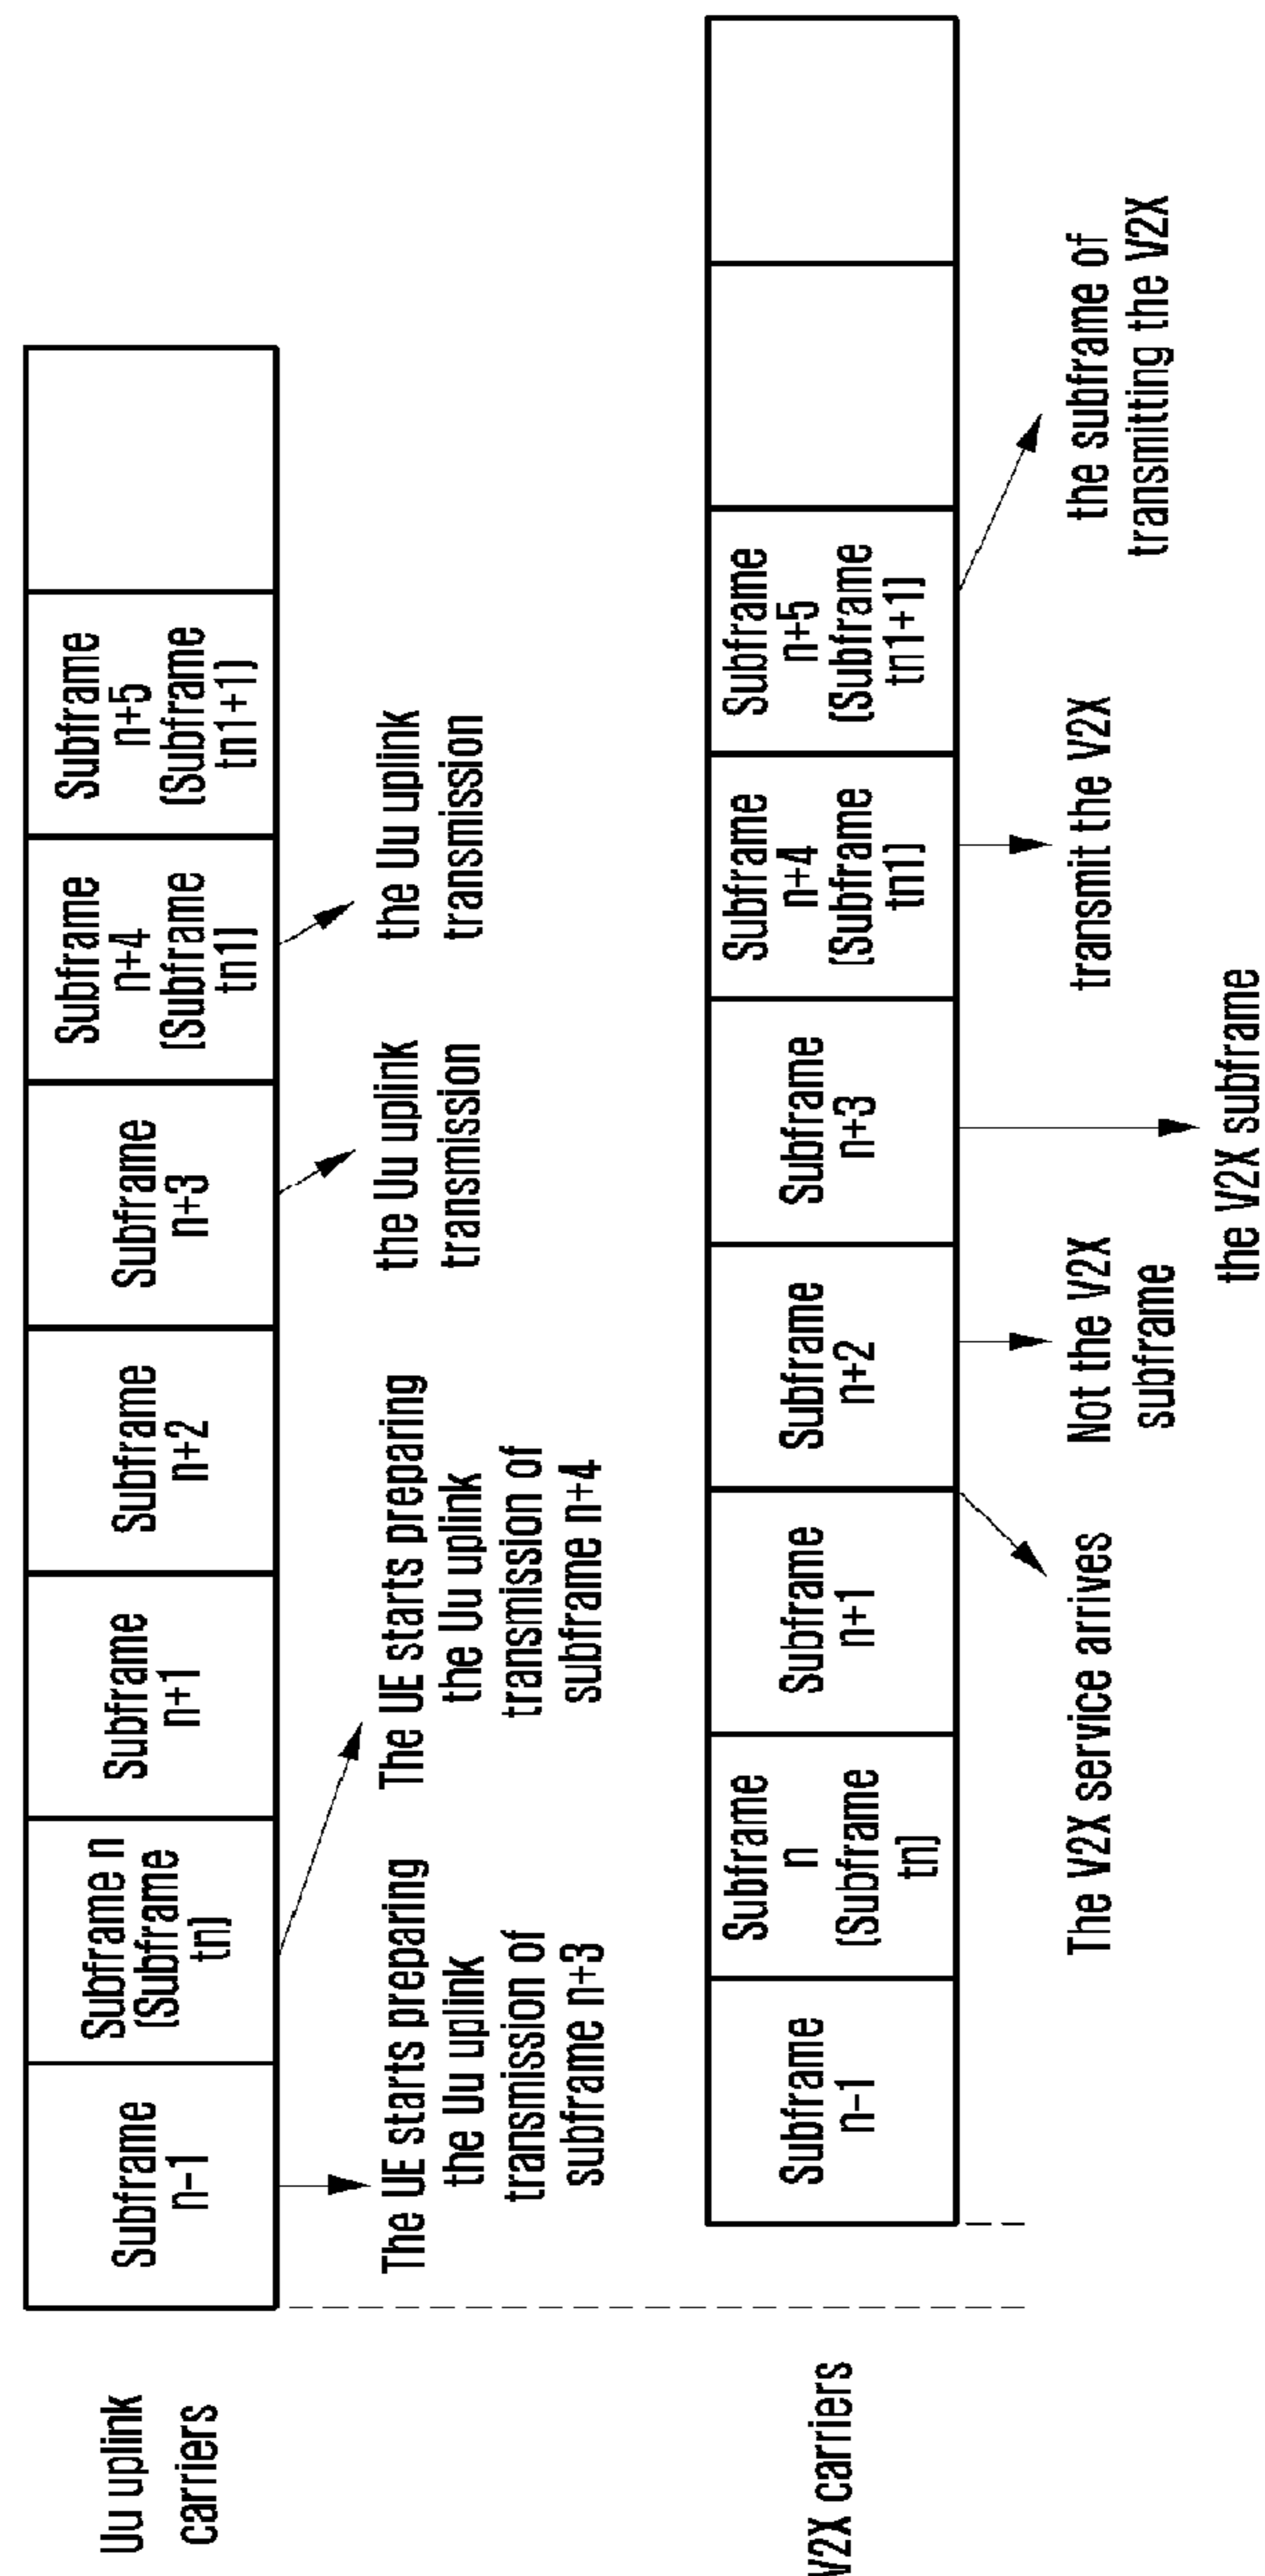 Uu uplink
carriers
Subframe
n-1
Subframe n
(Subframe
tn)
Subframe
n+1
Subframe
n+2
Subframe
n+3
Subframe
n+4
(Subframe
tn1)
Subframe
n+5
(Subframe
tn1+1)
The UE starts preparing
the Uu uplink
transmission of
subframe n+3
The UE starts preparing
the Uu uplink
transmission of
subframe n+4
the Uu uplink
transmission
the Uu uplink
transmission
V2X carriers
Subframe
n-1
Subframe
n
(Subframe
tn)
Subframe
n+1
Subframe
n+2
Subframe
n+3
Subframe
n+4
(Subframe
tn1)
Subframe
n+5
(Subframe
tn1+1)
The V2X service arrives
Not the V2X
subframe
the V2X subframe
transmit the V2X
the subframe of
transmitting the V2X